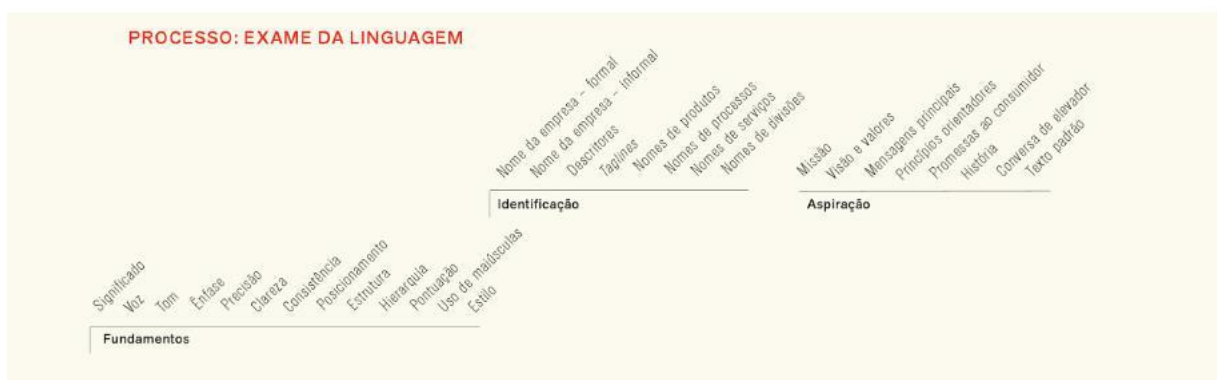 PROCESSO: EXAME DA LINGUAGEM
Nome da empresa – formal
Nome da empresa – informal
Descritores
Taglines
Nomes de produtos
Nomes de processos
Nomes de serviços
Nomes de divisões
Identificação
Missão
Visão e valores
Mensagens principais
Princípios orientadores
Promessas ao consumidor
História
Conversa de elevador
Texto padrão
Aspiração
Significado
Voz
Tom
Ênfase
Precisão
Clareza
Consistência
Posicionamento
Estrutura
Hierarquia
Pontuação
Uso de maiúsculas
Estilo
Fundamentos